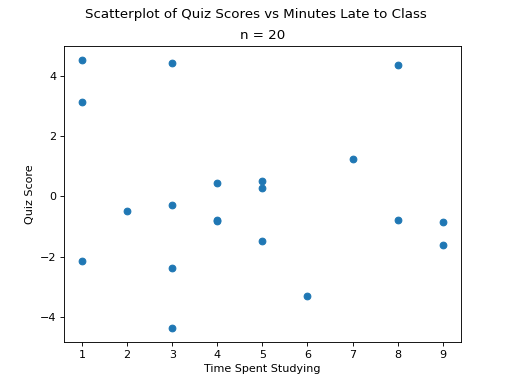 Scatterplot of Quiz Scores vs Minutes Late to Class
n = 20
4
2
0
−2
−4
Quiz Score
1 2 3 4 5 6 7 8 9
Time Spent Studying